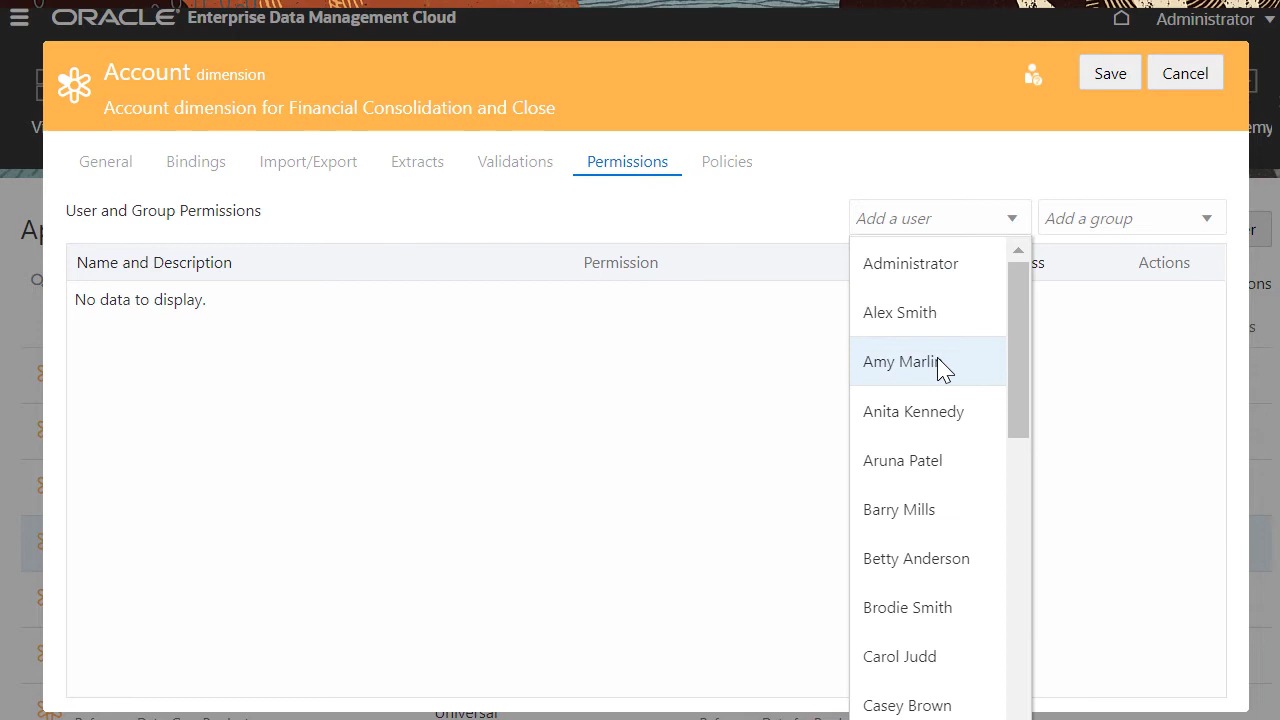 ORACLE® Enterprise Data Management Cloud
Administrator
Account dimension
Account dimension for Financial Consolidation and Close
Save
Cancel
General
Bindings
Import/Export
Extracts
Validations
Permissions
Policies
User and Group Permissions
Add a user
Add a group
Name and Description
Permission
Actions
No data to display.
Administrator
Alex Smith
Amy Marlin
Anita Kennedy
Aruna Patel
Barry Mills
Betty Anderson
Brodie Smith
Carol Judd
Casey Brown
Universal